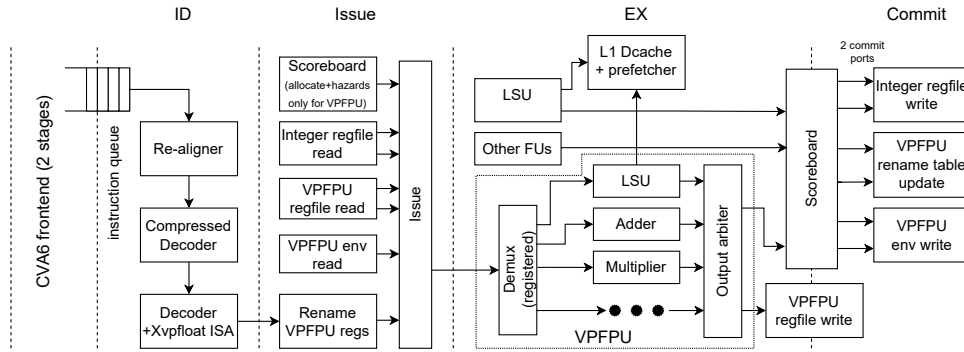 ID
Issue
EX
Commit
CVA6 frontend (2 stages)
instruction queue
Re-aligner
Compressed
Decoder
Decoder
+Xvpfloat ISA
Scoreboard
(allocate+hazards
only for VPFPU)
Integer regfile
read
VPFPU
regfile read
VPFPU env
read
Rename
VPFPU regs
Issue
LSU
L1 Dcache
+ prefetcher
Other FUs
Demux
(registered)
LSU
Adder
Multiplier
VPFPU
Output arbiter
Scoreboard
2 commit
ports
Integer regfile
write
VPFPU
rename table
update
VPFPU
env write
VPFPU
regfile write